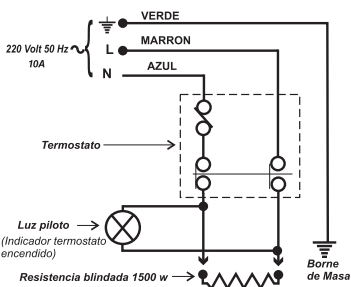 VERDE
MARRON
L
220 Volt 50 Hz
10A
AZUL
N
Termostato
Luz piloto
(Indicador termostato
encendido)
Borne
de Masa
Resistencia blindada 1500 w